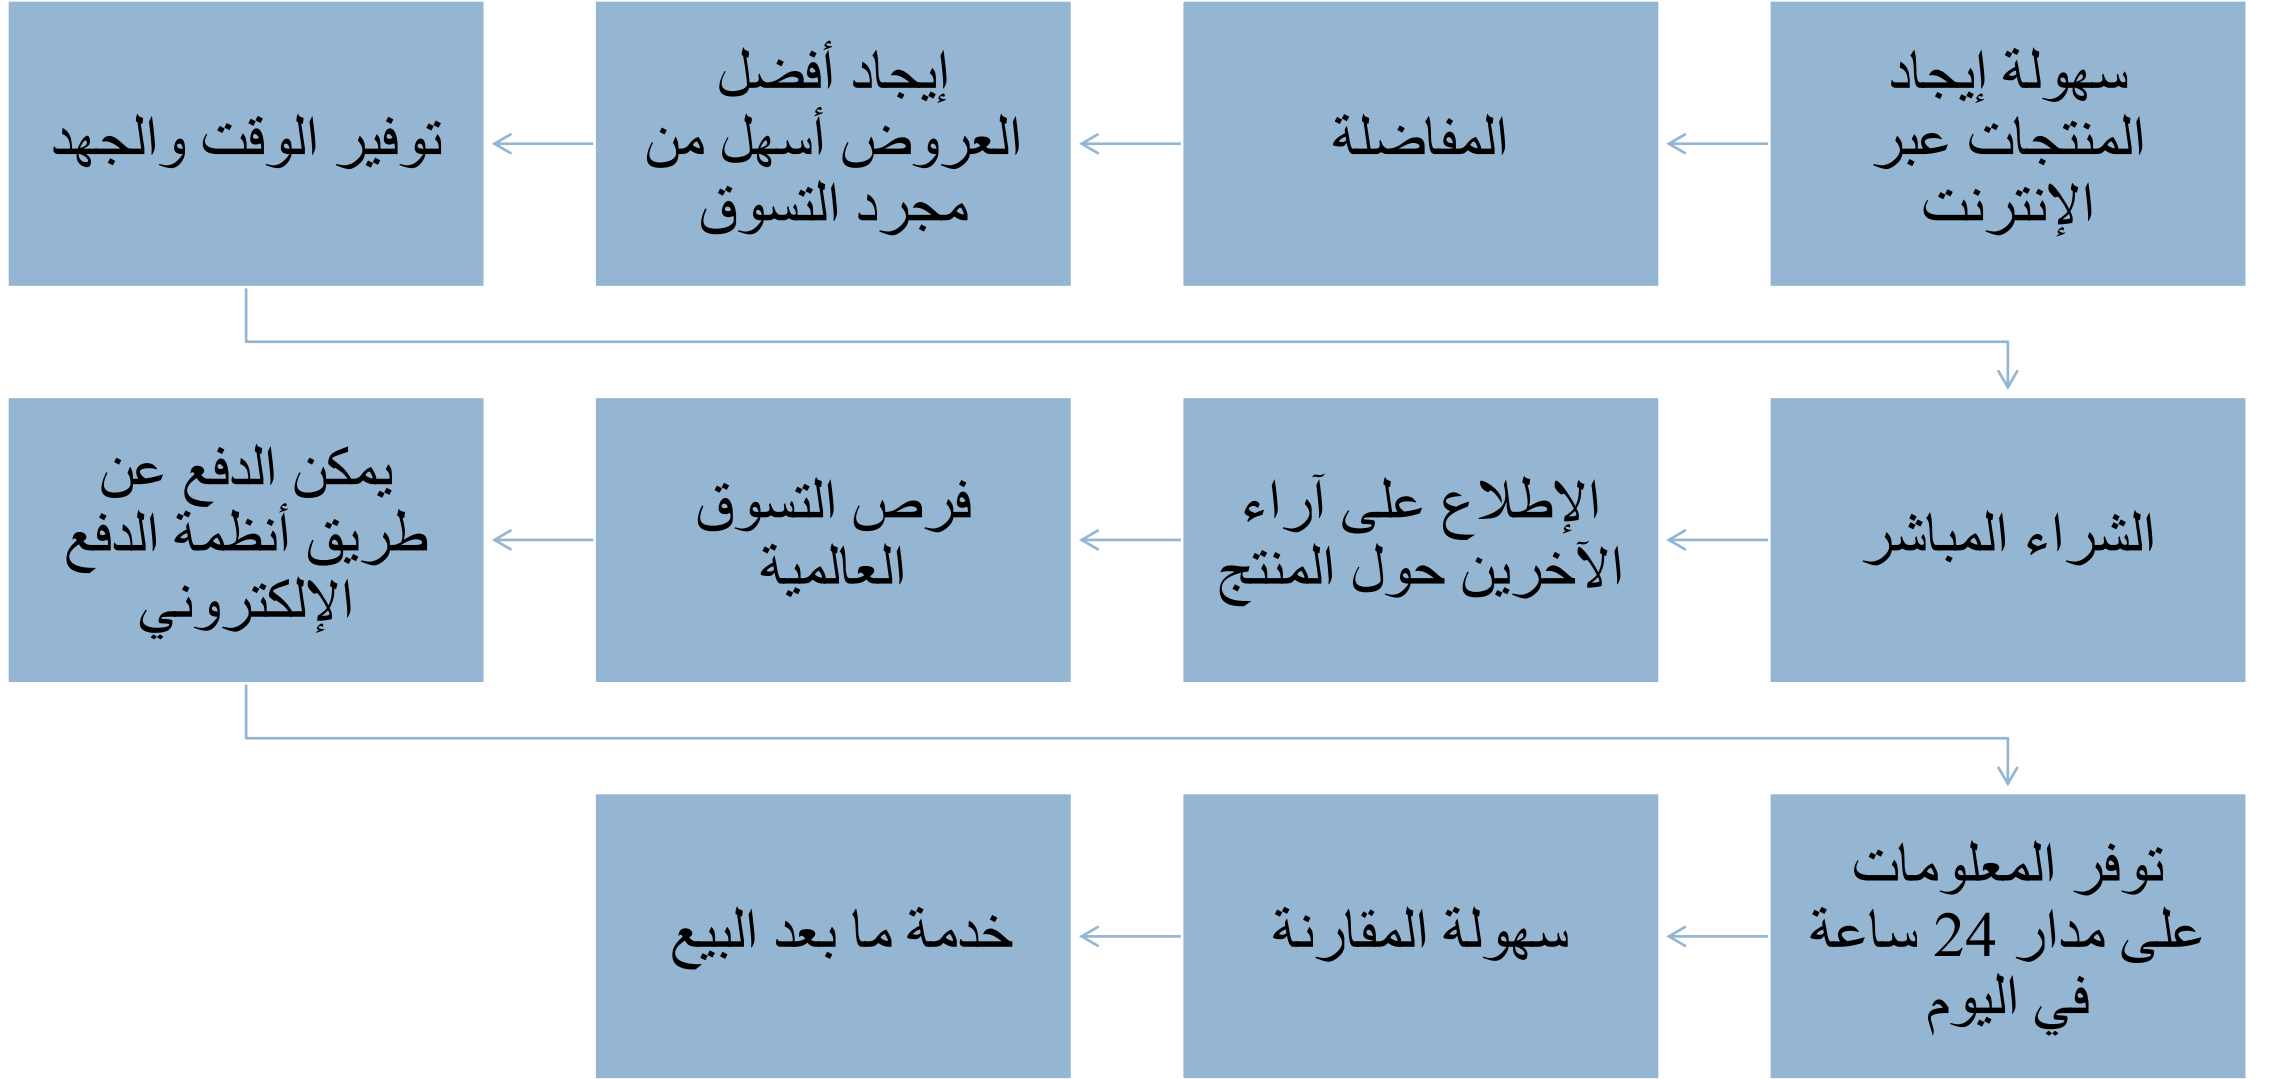 سهولة إيجاد
المنتجات عبر
الإنترنت
المفاضلة
إيجاد أفضل
العروض أسهل من
مجرد التسوق
توفير الوقت والجهد
الشراء المباشر
الإطلاع على آراء
الآخرين حول المنتج
فرص التسوق
العالمية
يمكن الدفع عن
طريق أنظمة الدفع
الإلكتروني
توفر المعلومات
على مدار 24 ساعة
في اليوم
سهولة المقارنة
خدمة ما بعد البيع